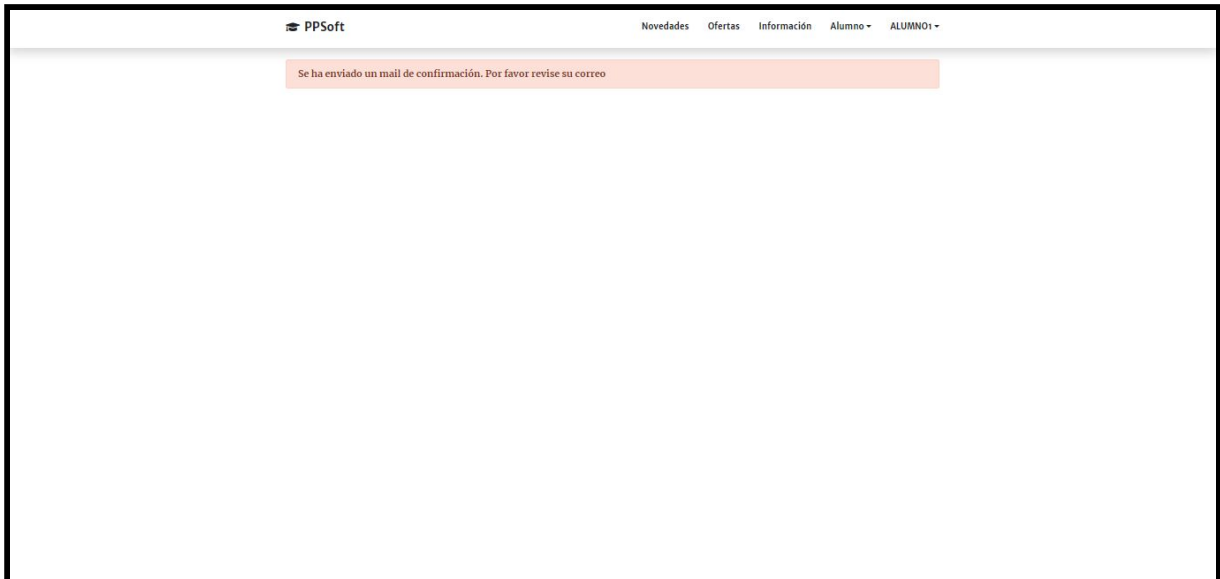 PPSoft
Novedades Ofertas Información Alumno ALUMNO1
Se ha enviado un mail de confirmación. Por favor revise su correo